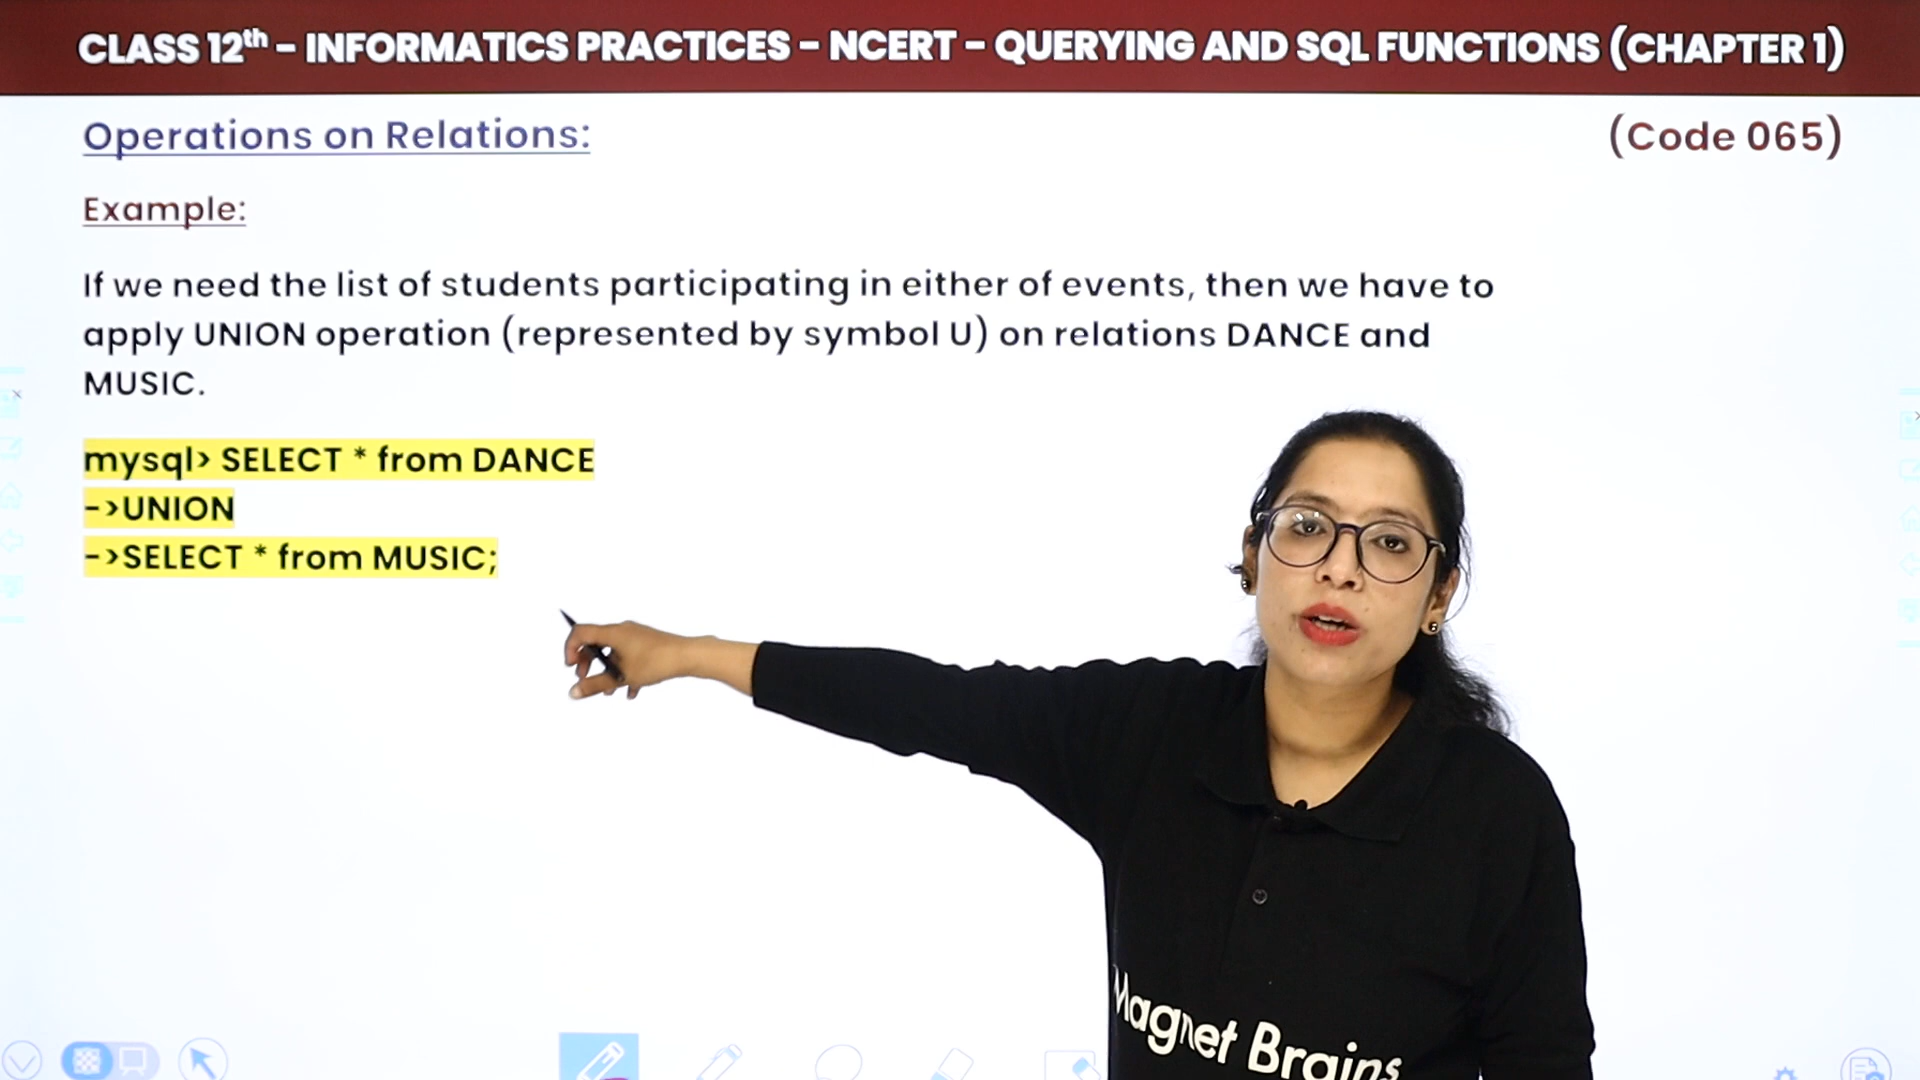 CLASS 12th – INFORMATICS PRACTICES – NCERT – QUERYING AND SQL FUNCTIONS (CHAPTER 1)
Operations on Relations:
(Code 065)
Example:
If we need the list of students participating in either of events, then we have to
apply UNION operation (represented by symbol U) on relations DANCE and
MUSIC.
mysql> SELECT * from DANCE
->UNION
->SELECT * from MUSIC;
Magnet Brains